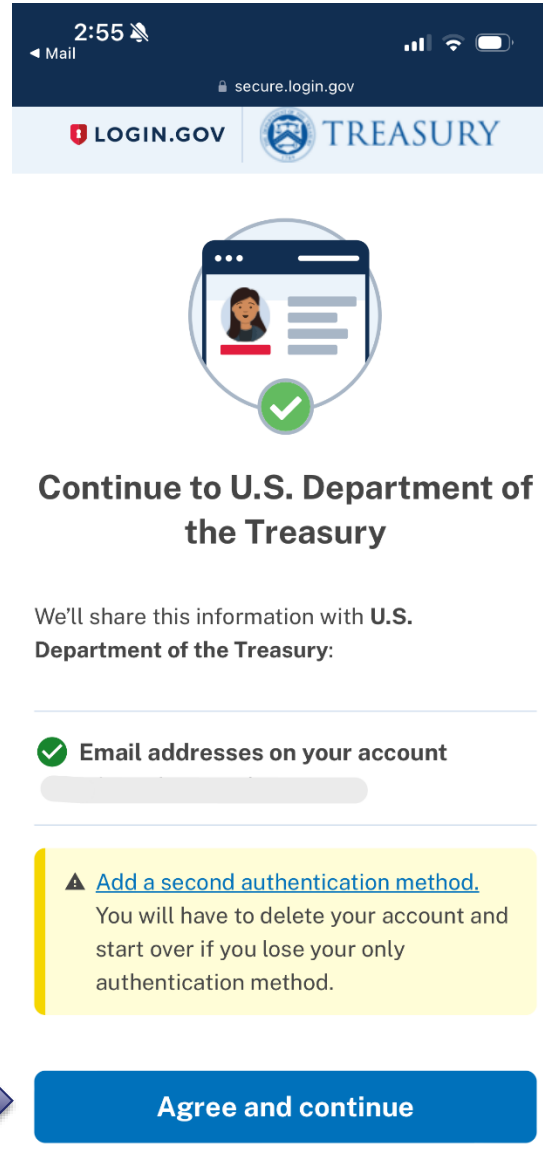 2:55
◄ Mail
secure.login.gov
LOGIN.GOV
TREASURY
Continue to U.S. Department of
the Treasury
We’ll share this information with U.S.
Department of the Treasury:
Email addresses on your account
Add a second authentication method.
You will have to delete your account and
start over if you lose your only
authentication method.
Agree and continue